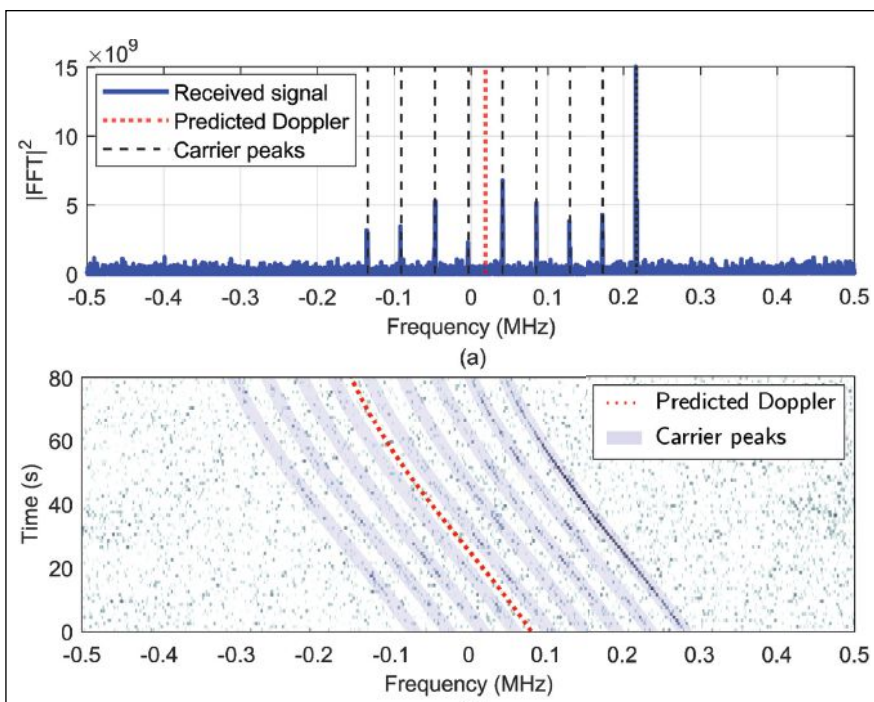 ×10⁹
15
10
5
0
|FFT|²
Received signal
Predicted Doppler
Carrier peaks
-0.5 -0.4 -0.3 -0.2 -0.1 0 0.1 0.2 0.3 0.4 0.5
Frequency (MHz)
(a)
80
60
40
20
0
Time (s)
Predicted Doppler
Carrier peaks
-0.5 -0.4 -0.3 -0.2 -0.1 0 0.1 0.2 0.3 0.4 0.5
Frequency (MHz)